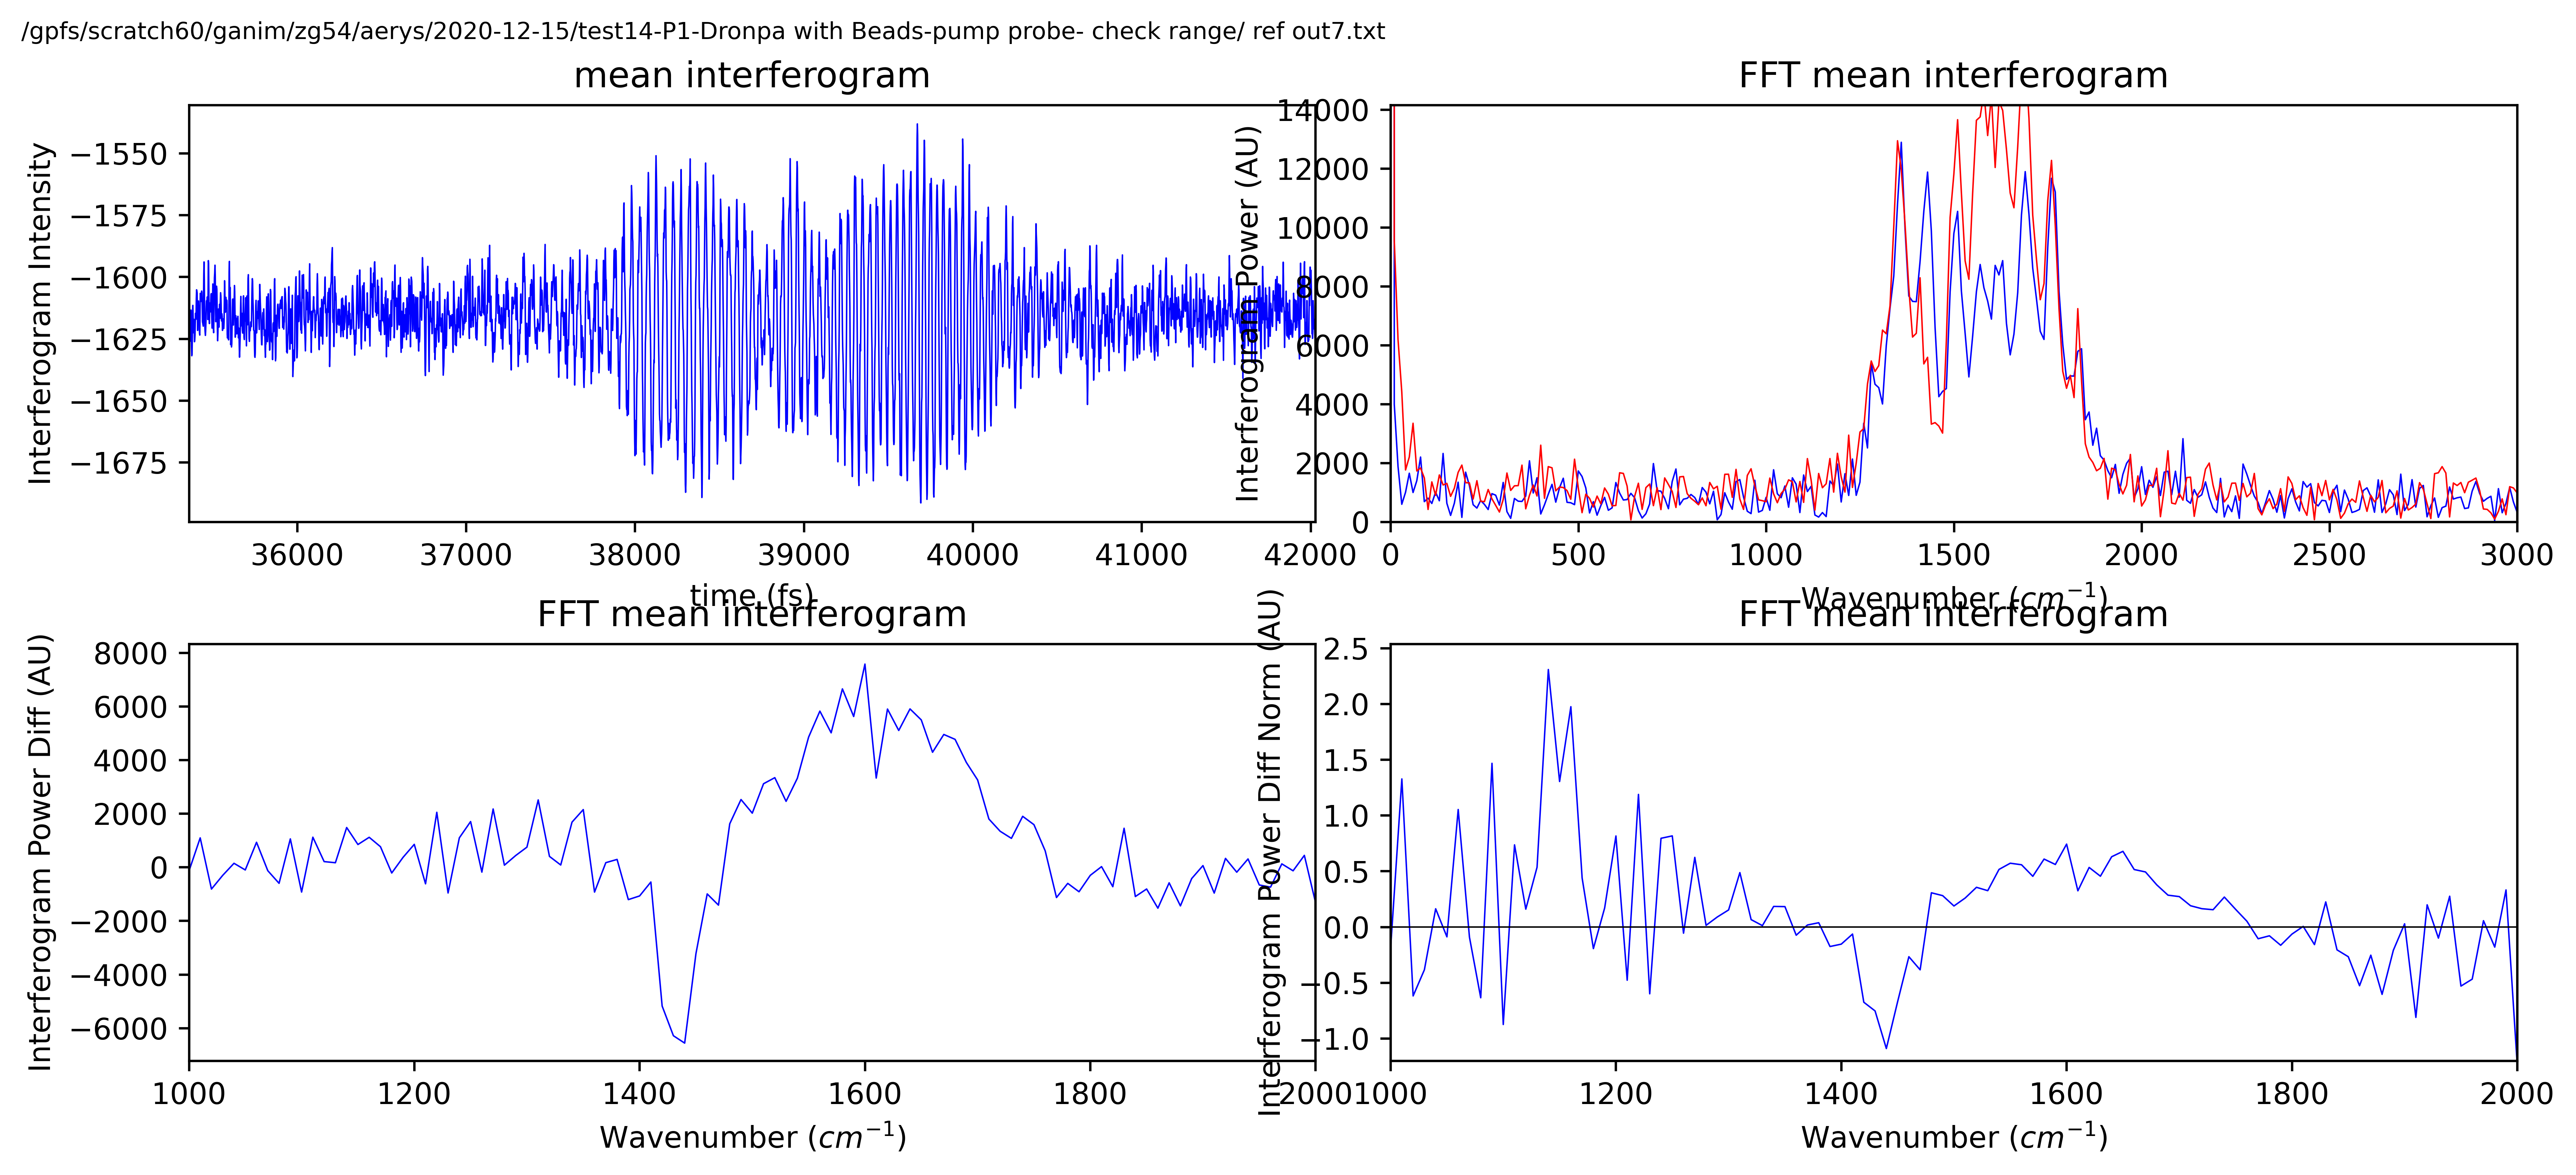 /gpfs/scratch60/ganim/zg54/aerys/2020-12-15/test14-P1-Dronpa with Beads-pump probe- check range/ ref out7.txt
mean interferogram
Interferogram Intensity
−1550
−1575
−1600
−1625
−1650
−1675
36000 37000 38000 39000 40000 41000 42000
time (fs)
FFT mean interferogram
Interferogram Power (AU)
14000
12000
10000
8000
6000
4000
2000
0
0 500 1000 1500 2000 2500 3000
Wavenumber (cm⁻¹)
FFT mean interferogram
Interferogram Power Diff (AU)
8000
6000
4000
2000
0
−2000
−4000
−6000
1000 1200 1400 1600 1800 2000
Wavenumber (cm⁻¹)
FFT mean interferogram
Interferogram Power Diff Norm (AU)
2.5
2.0
1.5
1.0
0.5
0.0
−0.5
−1.0
1000 1200 1400 1600 1800 2000
Wavenumber (cm⁻¹)